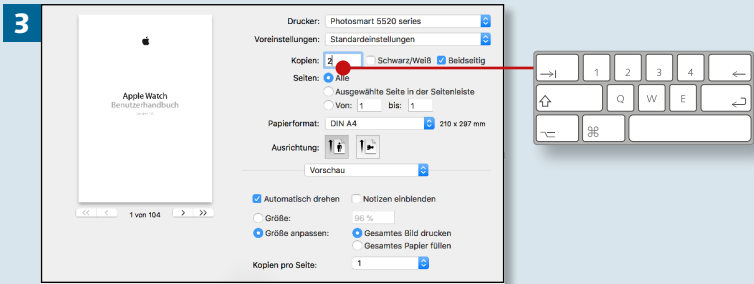 3
Drucker: Photosmart 5520 series
Voreinstellungen: Standardeinstellungen
Kopien: 2 Schwarz/Weiß Beidseitig
Seiten: Alle
Ausgewählte Seite in der Seitenleiste
Von: 1 bis: 1
Papierformat: DIN A4 210 x 297 mm
Ausrichtung:
Vorschau
Automatisch drehen Notizen einblenden
Größe: 96 %
Größe anpassen: Gesamtes Bild drucken
Gesamtes Papier füllen
Kopien pro Seite: 1
Apple Watch
Benutzerhandbuch
1 von 104
1 2 3 4
Q W E